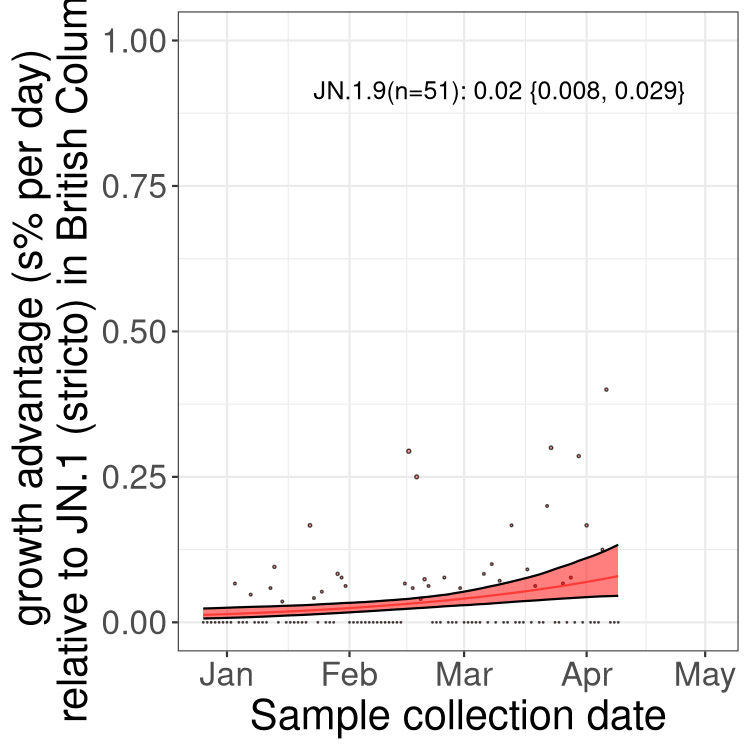 growth advantage (s% per day)
relative to JN.1 (stricto) in British Colum
1.00
0.75
0.50
0.25
0.00
JN.1.9(n=51): 0.02 {0.008, 0.029}
Jan Feb Mar Apr May
Sample collection date